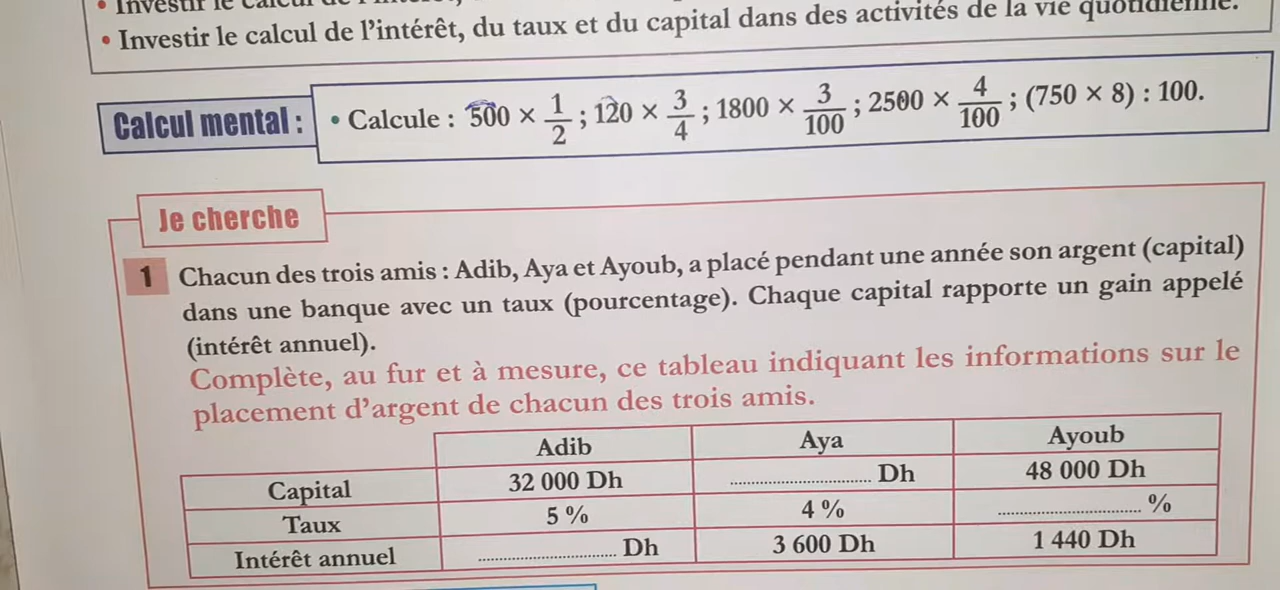 • Investir le calcul de l'intérêt,
• Investir le calcul de l'intérêt, du taux et du capital dans des activités de la vie quotidienne.
Calcul mental :
• Calcule : 500 × 1/2 ; 120 × 3/4 ; 1800 × 3/100 ; 2500 × 4/100 ; (750 × 8) : 100.
Je cherche
1 Chacun des trois amis : Adib, Aya et Ayoub, a placé pendant une année son argent (capital)
dans une banque avec un taux (pourcentage). Chaque capital rapporte un gain appelé
(intérêt annuel).
Complète, au fur et à mesure, ce tableau indiquant les informations sur le
placement d'argent de chacun des trois amis.
Adib Aya Ayoub
Capital 32 000 Dh ........ Dh 48 000 Dh
Taux 5 % 4 % ........ %
Intérêt annuel ........ Dh 3 600 Dh 1 440 Dh